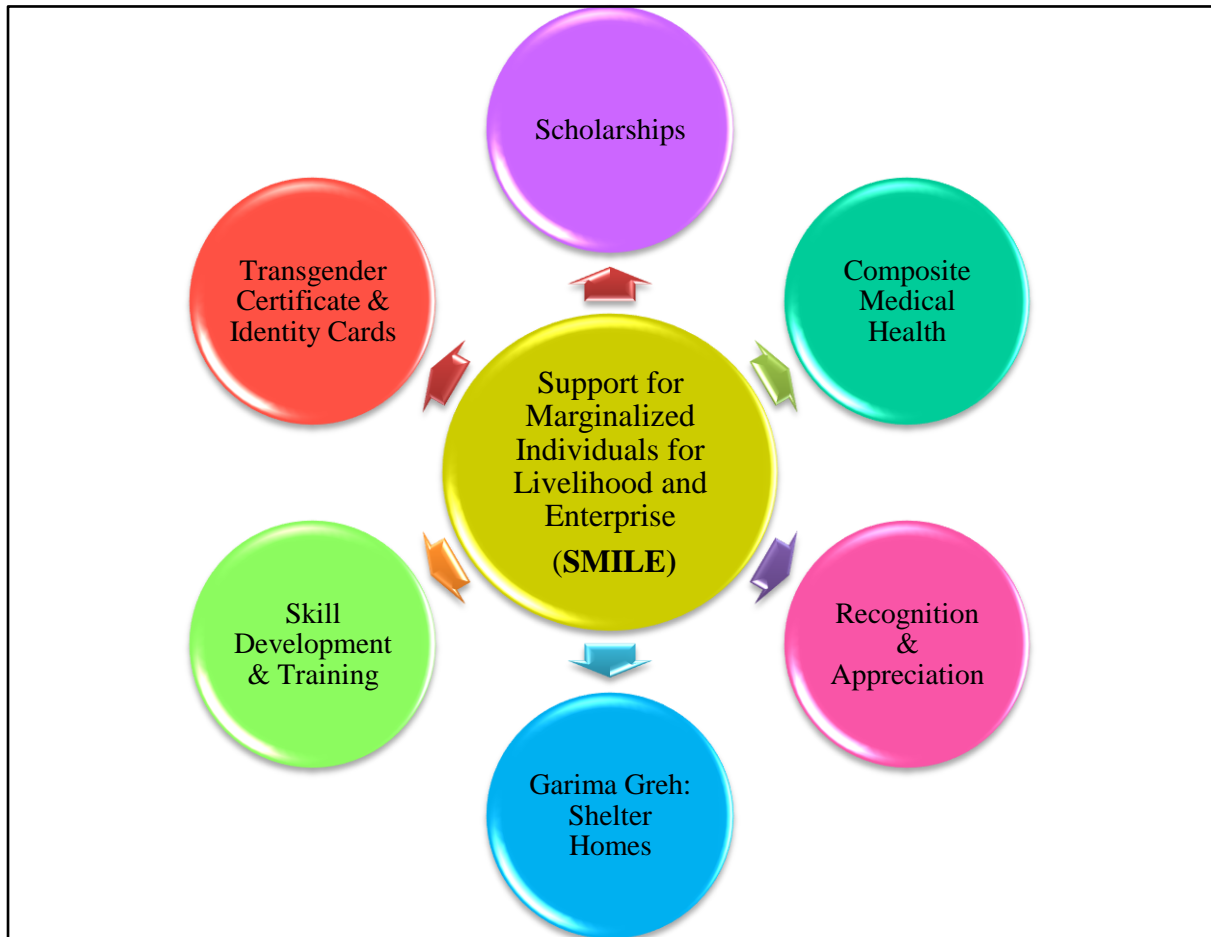 Scholarships
Transgender
Certificate &
Identity Cards
Composite
Medical
Health
Support for
Marginalized
Individuals for
Livelihood and
Enterprise
(SMILE)
Skill
Development
& Training
Recognition
&
Appreciation
Garima Greh:
Shelter
Homes